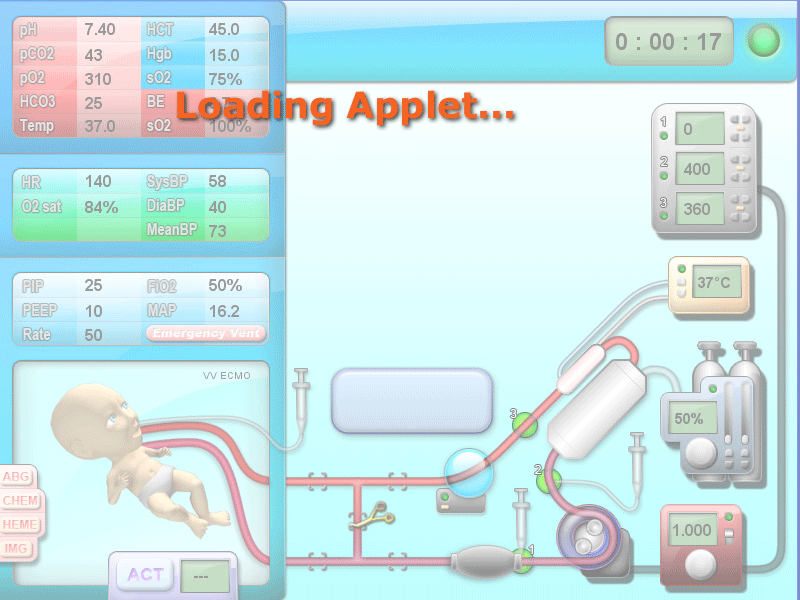 pH 7.40 HCT 45.0
0 : 00 : 17
pCO2 43 Hgb 15.0
pO2 310 sO2 75%
HCO3 25 BE
Loading Applet...
Temp 37.0 sO2 100%
1 0
2 400
3 360
HR 140 SysBP 58
O2 sat 84% DiaBP 40
MeanBP 73
37°C
PIP 25 FiO2 50%
PEEP 10 MAP 16.2
Rate 50 Emergency Vent
VV ECMO
3
50%
2
ABG
CHEM
HEME
IMG
1.000
1
ACT ---